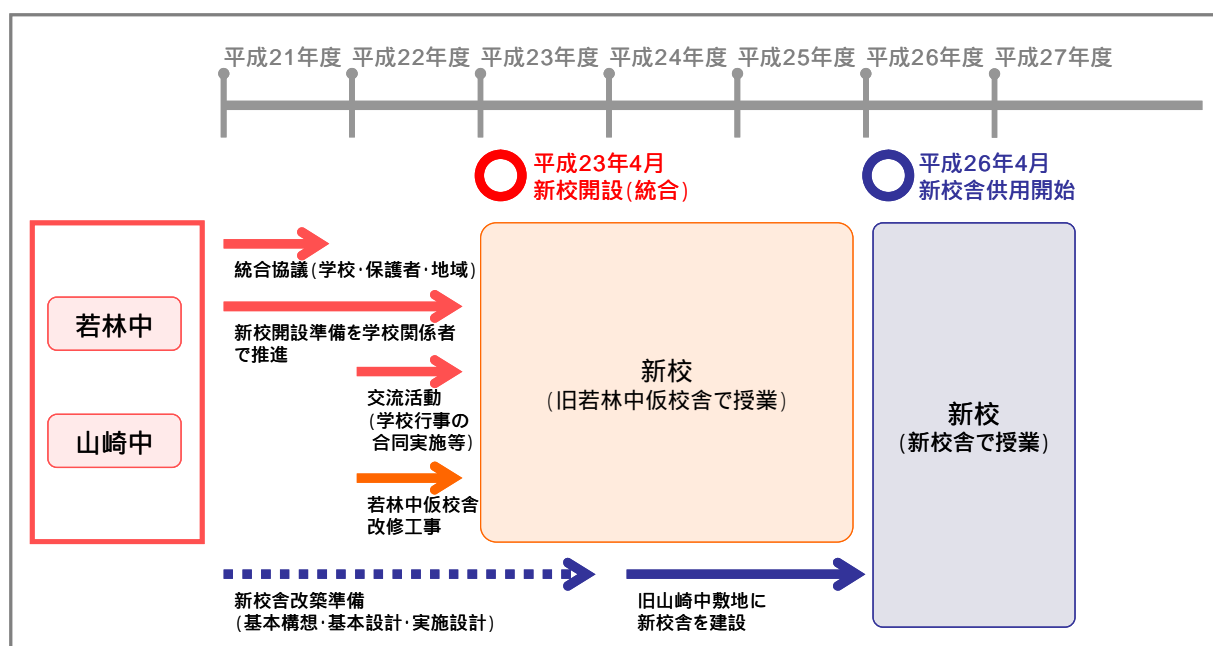 平成21年度 平成22年度 平成23年度 平成24年度 平成25年度 平成26年度 平成27年度
平成23年4月
新校開設(統合)
平成26年4月
新校舎供用開始
若林中
山崎中
統合協議(学校・保護者・地域)
新校開設準備を学校関係者
で推進
交流活動
(学校行事の
合同実施等)
若林中仮校舎
改修工事
新校
(旧若林中仮校舎で授業)
新校
(新校舎で授業)
新校舎改築準備
(基本構想・基本設計・実施設計)
旧山崎中敷地に
新校舎を建設